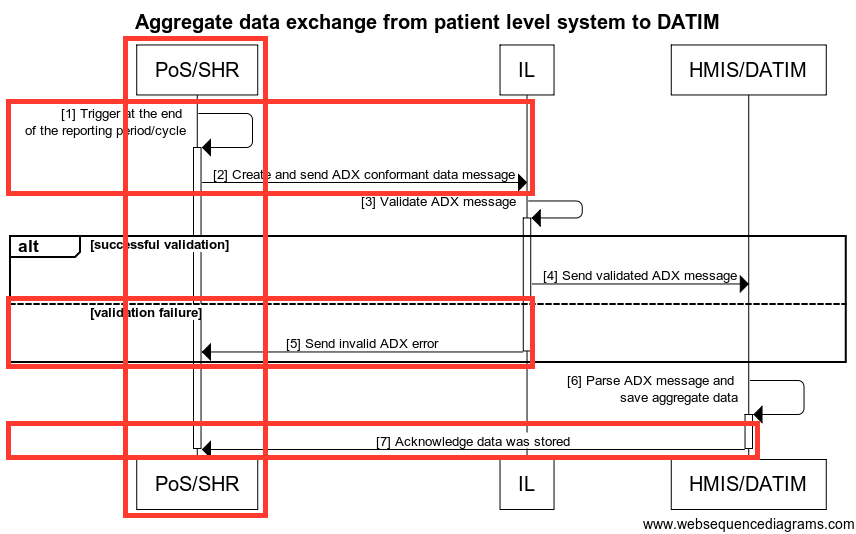 Aggregate data exchange from patient level system to DATIM
PoS/SHR
IL
HMIS/DATIM
[1] Trigger at the end
of the reporting period/cycle
[2] Create and send ADX conformant data message
[3] Validate ADX message
alt
[successful validation]
[4] Send validated ADX message
[validation failure]
[5] Send invalid ADX error
[6] Parse ADX message and
save aggregate data
[7] Acknowledge data was stored
PoS/SHR
IL
HMIS/DATIM
www.websequencediagrams.com